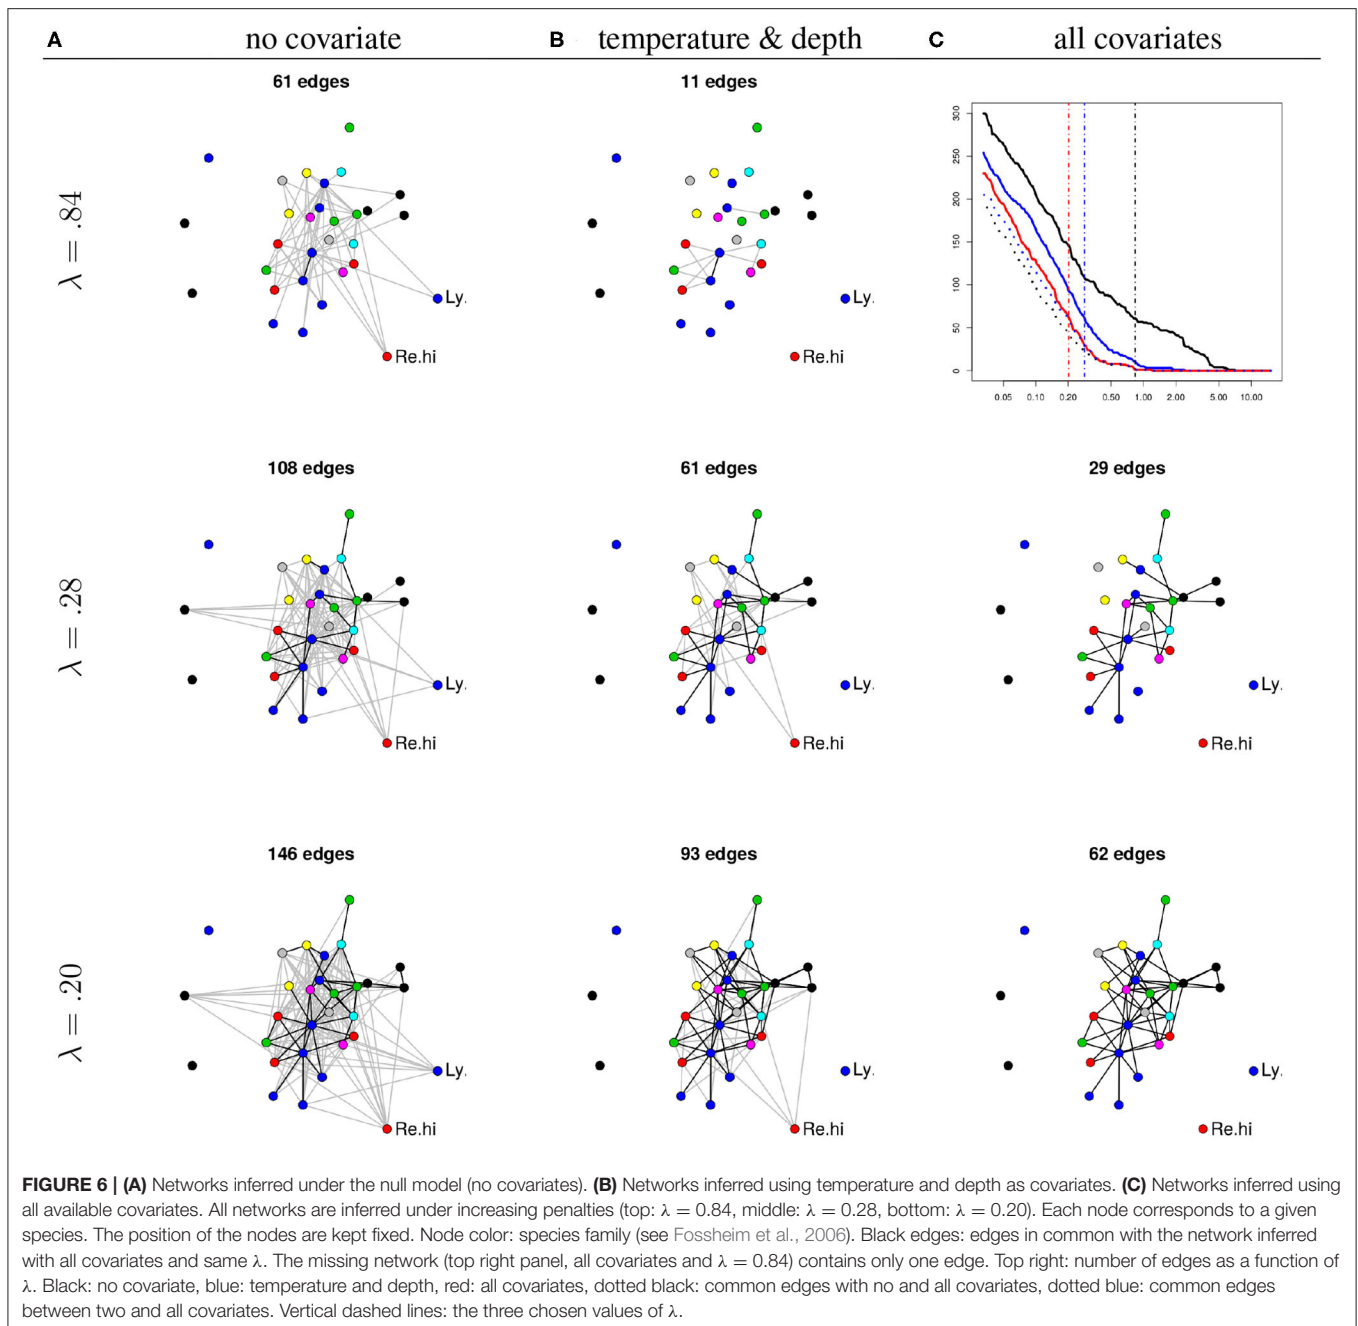 A no covariate B temperature & depth C all covariates
61 edges 11 edges
λ = .84
Ly.
Re.hi
Ly.
Re.hi
300
250
200
150
100
50
0
0.05 0.10 0.20 0.50 1.00 2.00 5.00 10.00
108 edges 61 edges 29 edges
λ = .28
Ly. Ly. Ly.
Re.hi Re.hi Re.hi
146 edges 93 edges 62 edges
λ = .20
Ly. Ly. Ly.
Re.hi Re.hi Re.hi
FIGURE 6 | (A) Networks inferred under the null model (no covariates). (B) Networks inferred using temperature and depth as covariates. (C) Networks inferred using
all available covariates. All networks are inferred under increasing penalties (top: λ = 0.84, middle: λ = 0.28, bottom: λ = 0.20). Each node corresponds to a given
species. The position of the nodes are kept fixed. Node color: species family (see Fossheim et al., 2006). Black edges: edges in common with the network inferred
with all covariates and same λ. The missing network (top right panel, all covariates and λ = 0.84) contains only one edge. Top right: number of edges as a function of
λ. Black: no covariate, blue: temperature and depth, red: all covariates, dotted black: common edges with no and all covariates, dotted blue: common edges
between two and all covariates. Vertical dashed lines: the three chosen values of λ.